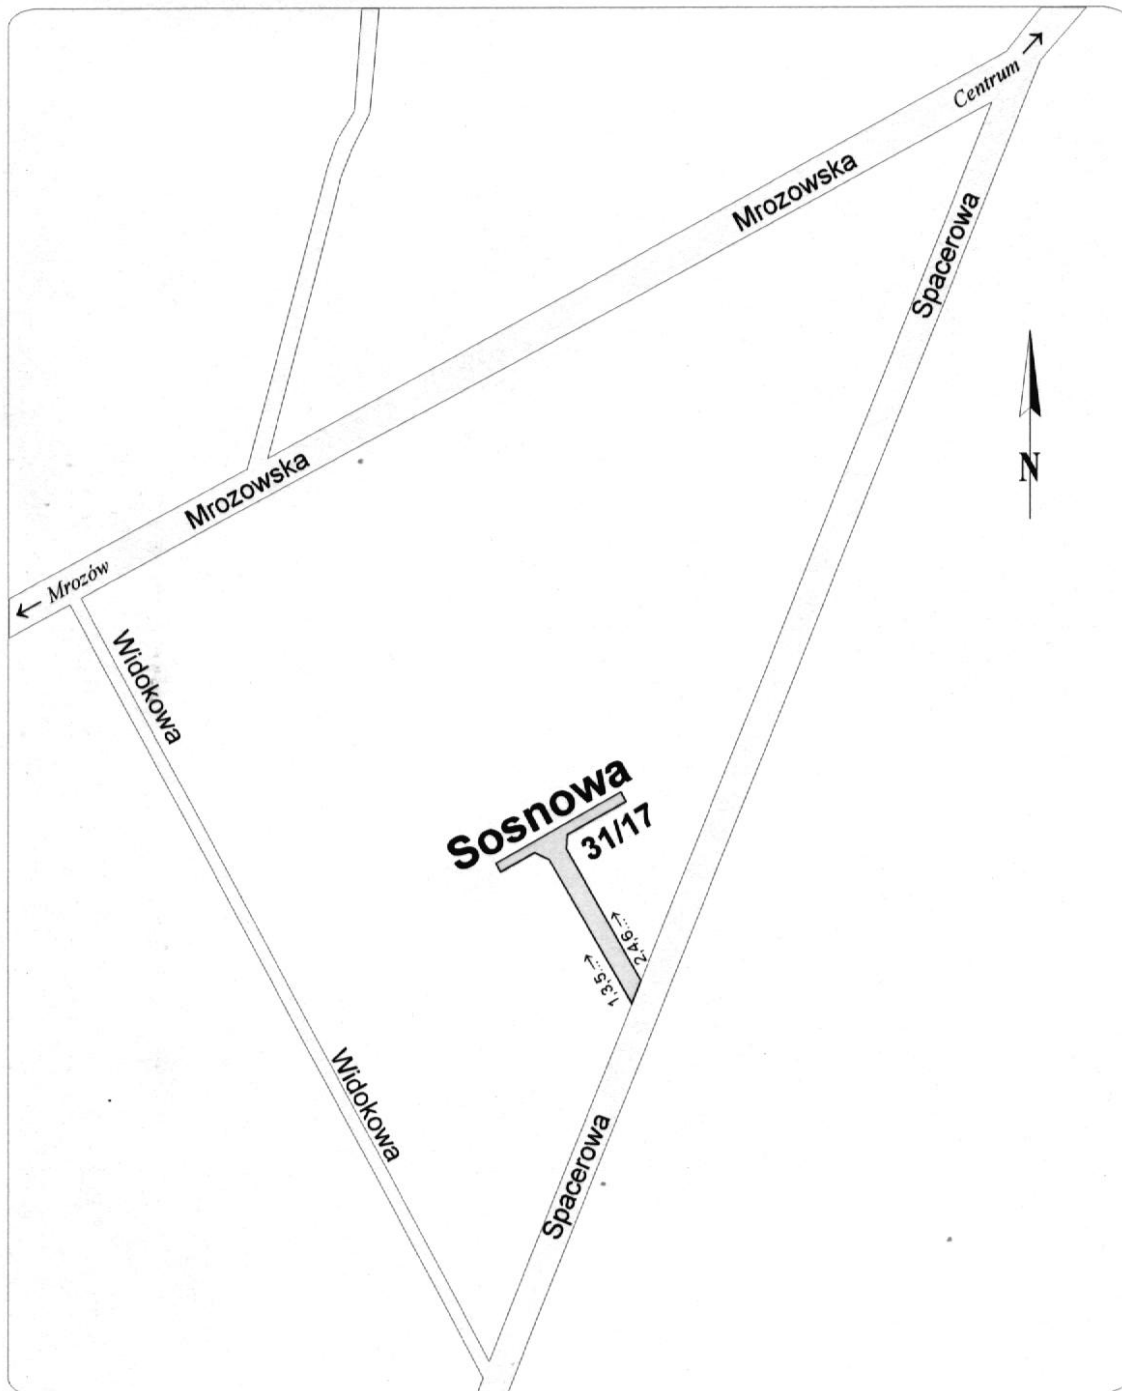 Centrum
Mrozowska
Spacerowa
N
Mrozowska
Mrozów
Widokowa
Sosnowa
31/17
2,4,6...→
1,3,5...→
Widokowa
Spacerowa